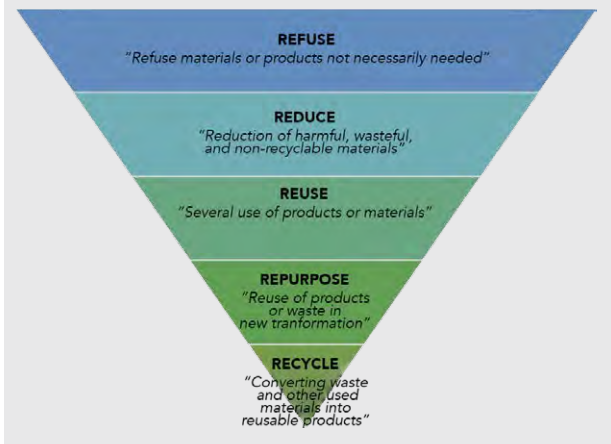 REFUSE
"Refuse materials or products not necessarily needed"
REDUCE
"Reduction of harmful, wasteful,
and non-recyclable materials"
REUSE
"Several use of products or materials"
REPURPOSE
"Reuse of products
or waste in
new tranformation"
RECYCLE
"Converting waste
and other used
materials into
reusable products"